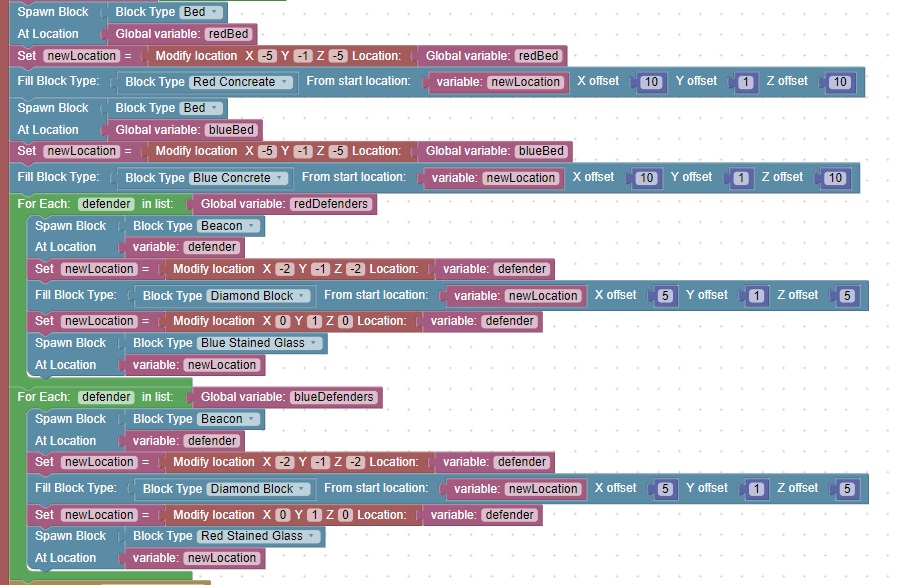 Spawn Block Block Type Bed
At Location Global variable: redBed
Set newLocation = Modify location X -5 Y -1 Z -5 Location: Global variable: redBed
Fill Block Type: Block Type Red Concreate From start location: variable: newLocation X offset 10 Y offset 1 Z offset 10
Spawn Block Block Type Bed
At Location Global variable: blueBed
Set newLocation = Modify location X -5 Y -1 Z -5 Location: Global variable: blueBed
Fill Block Type: Block Type Blue Concrete From start location: variable: newLocation X offset 10 Y offset 1 Z offset 10
For Each: defender in list: Global variable: redDefenders
Spawn Block Block Type Beacon
At Location variable: defender
Set newLocation = Modify location X -2 Y -1 Z -2 Location: variable: defender
Fill Block Type: Block Type Diamond Block From start location: variable: newLocation X offset 5 Y offset 1 Z offset 5
Set newLocation = Modify location X 0 Y 1 Z 0 Location: variable: defender
Spawn Block Block Type Blue Stained Glass
At Location variable: newLocation
For Each: defender in list: Global variable: blueDefenders
Spawn Block Block Type Beacon
At Location variable: defender
Set newLocation = Modify location X -2 Y -1 Z -2 Location: variable: defender
Fill Block Type: Block Type Diamond Block From start location: variable: newLocation X offset 5 Y offset 1 Z offset 5
Set newLocation = Modify location X 0 Y 1 Z 0 Location: variable: defender
Spawn Block Block Type Red Stained Glass
At Location variable: newLocation